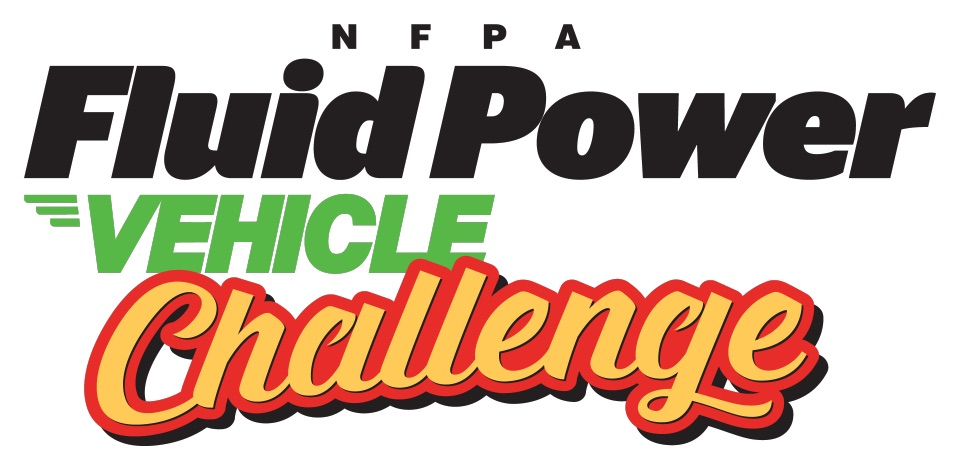 NFPA
Fluid Power
VEHICLE
Challenge